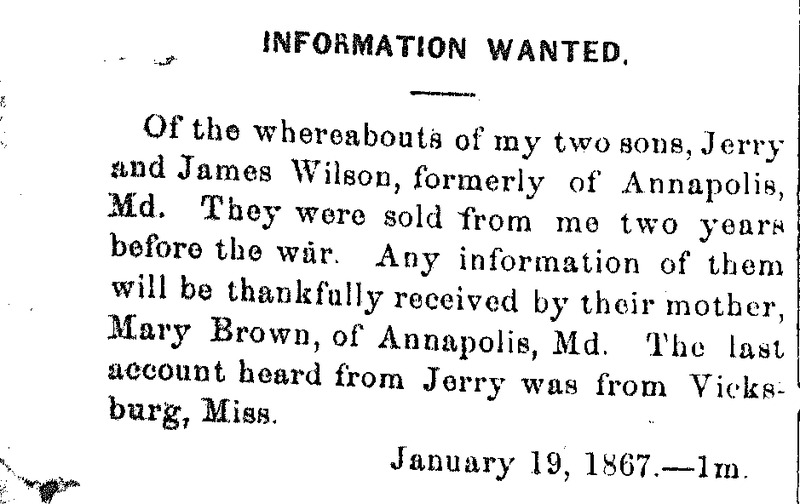 INFORMATION WANTED.
Of the whereabouts of my two sons, Jerry
and James Wilson, formerly of Annapolis,
Md. They were sold from me two years
before the war. Any information of them
will be thankfully received by their mother,
Mary Brown, of Annapolis, Md. The last
account heard from Jerry was from Vicks-
burg, Miss.
January 19, 1867.—1m.